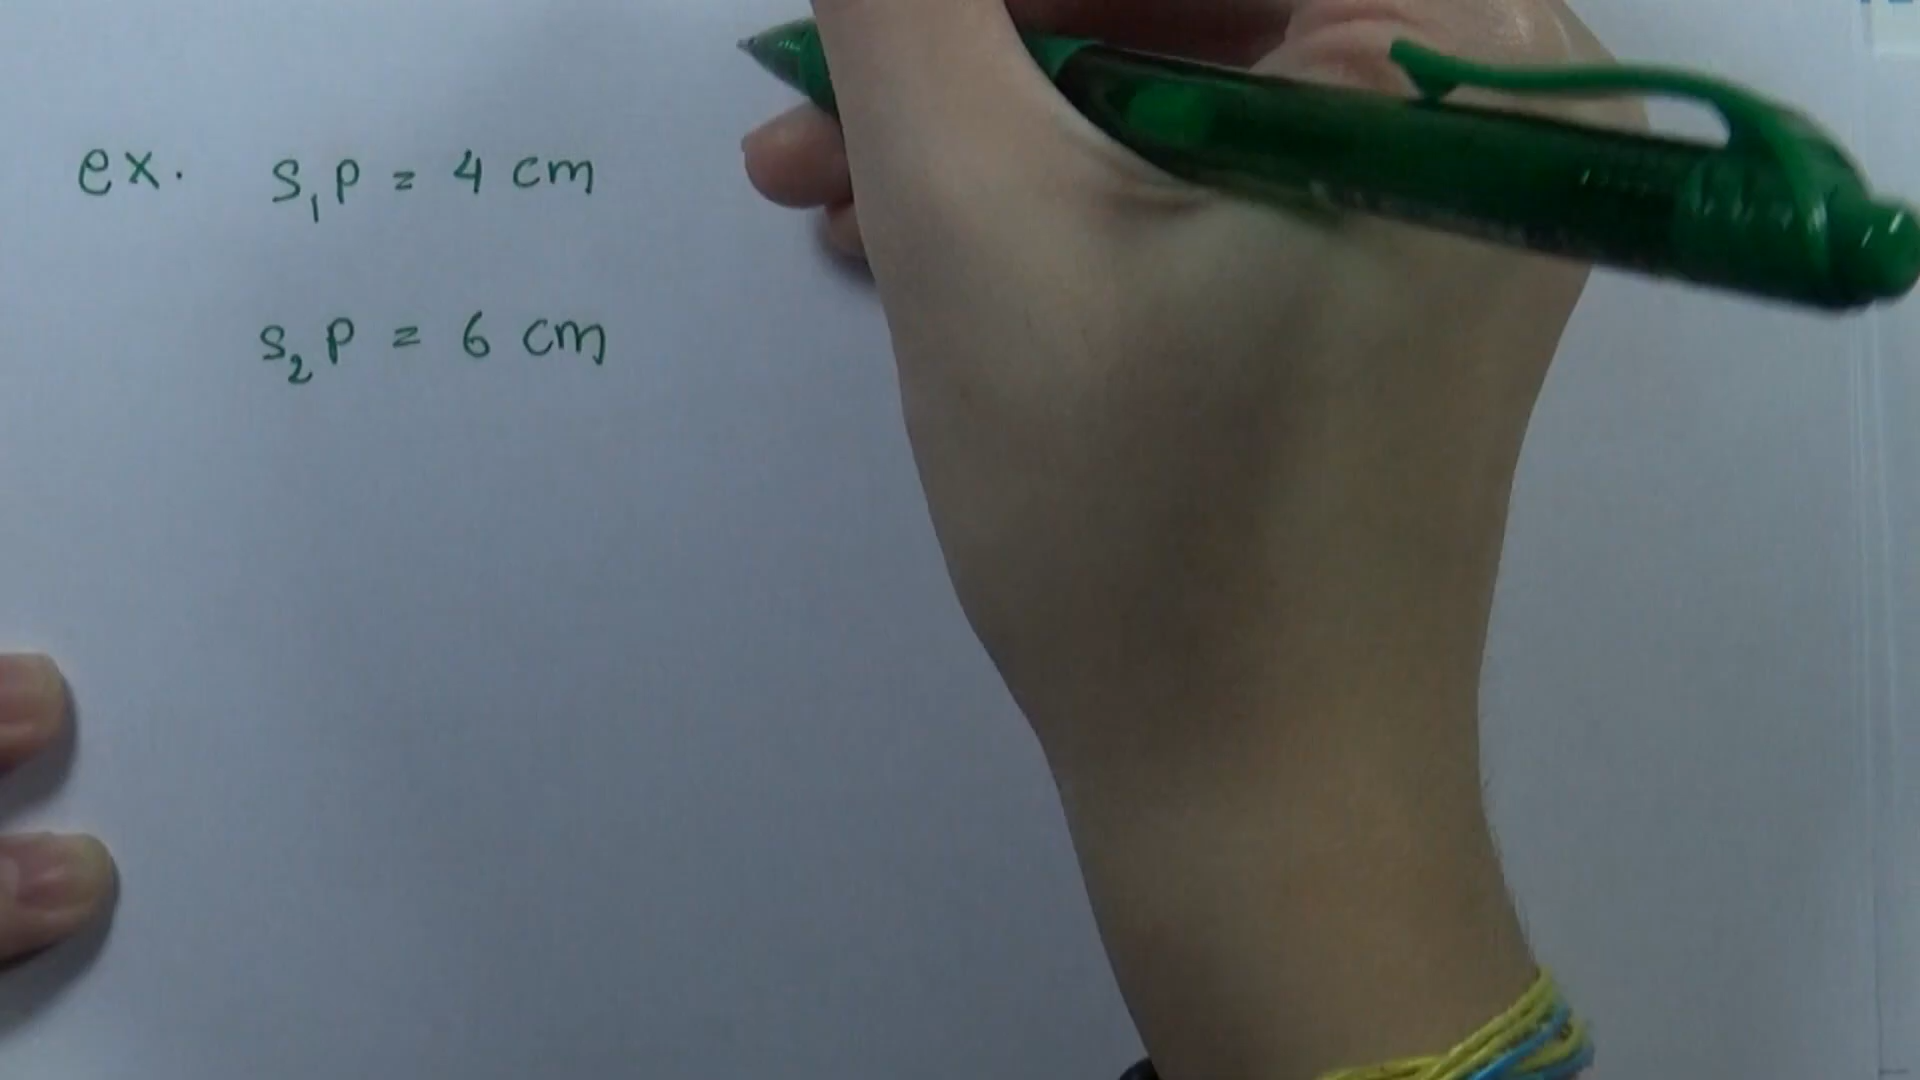 ex. S₁P = 4 cm
S₂P = 6 cm